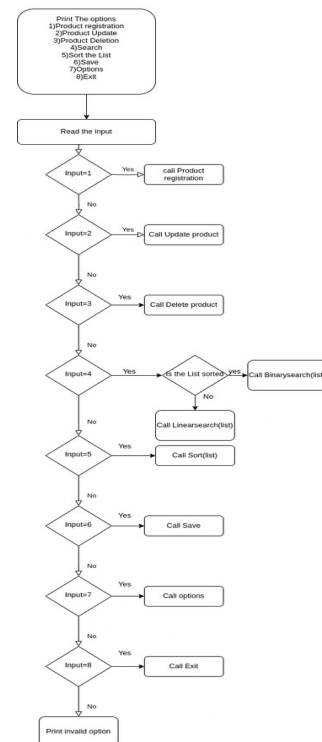 Print The options
1)Product registration
2)Product Update
3)Product Deletion
4)Search
5)Sort the List
6)Save
7)Options
8)Exit
Read the input
Input=1
Yes
call Product
registration
No
Input=2
Yes
Call Update product
No
Input=3
Yes
Call Delete product
No
Input=4
Yes
Is the List sorted
yes
Call Binarysearch(list
No
Call Linearsearch(list)
No
Input=5
Yes
Call Sort(list)
No
Input=6
Yes
Call Save
No
Input=7
Yes
Call options
No
Input=8
Yes
Call Exit
No
Print invalid option